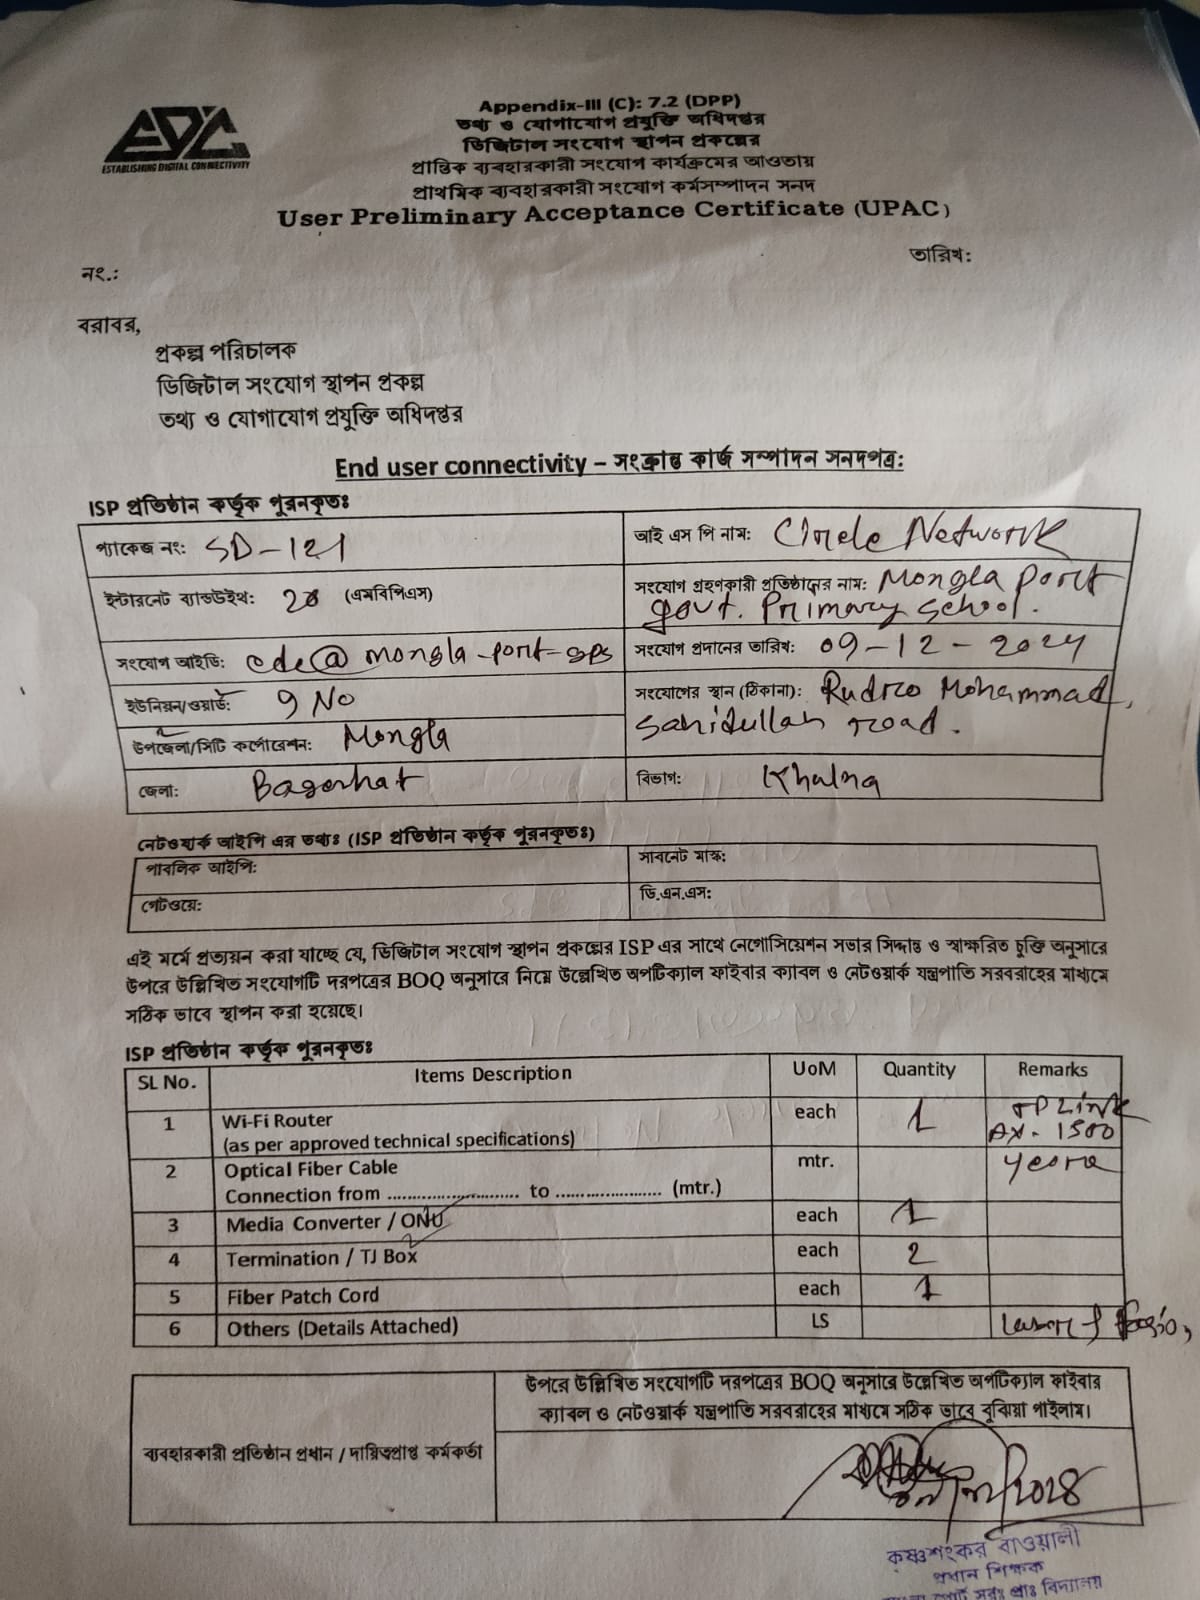 EDC
ESTABLISHING DIGITAL CONNECTIVITY
Appendix-III (C): 7.2 (DPP)
তথ্য ও যোগাযোগ প্রযুক্তি অধিদপ্তর
ডিজিটাল সংযোগ স্থাপন প্রকল্পের
প্রান্তিক ব্যবহারকারী সংযোগ কার্যক্রমের আওতায়
প্রাথমিক ব্যবহারকারী সংযোগ কর্মসম্পাদন সনদ
User Preliminary Acceptance Certificate (UPAC)
নং.:
তারিখ:
বরাবর,
প্রকল্প পরিচালক
ডিজিটাল সংযোগ স্থাপন প্রকল্প
তথ্য ও যোগাযোগ প্রযুক্তি অধিদপ্তর
End user connectivity – সংক্রান্ত কার্জ সম্পাদন সনদপত্র:
ISP প্রতিষ্ঠান কর্তৃক পূরনকৃতঃ
প্যাকেজ নং: SD-121
আই এস পি নাম: Circle Network
ইন্টারনেট ব্যান্ডউইথ: 20 (এমবিপিএস)
সংযোগ গ্রহণকারী প্রতিষ্ঠানের নাম: Mongla port
govt. Primary School.
সংযোগ আইডি: edc@mongla-port-gps
সংযোগ প্রদানের তারিখ: 09-12-2024
ইউনিয়ন/ওয়ার্ড: 9 No
সংযোগের স্থান (ঠিকানা): Rudro Mohammad,
Sahidullah road.
উপজেলা/সিটি কর্পোরেশন: Mongla
জেলা: Bagerhat
বিভাগ: Khulna
নেটওয়ার্ক আইপি এর তথ্যঃ (ISP প্রতিষ্ঠান কর্তৃক পূরনকৃতঃ)
পাবলিক আইপি:
সাবনেট মাস্ক:
গেটওয়ে:
ডি.এন.এস:
এই মর্মে প্রত্যয়ন করা যাচ্ছে যে, ডিজিটাল সংযোগ স্থাপন প্রকল্পের ISP এর সাথে নেগোসিয়েশন সভার সিদ্ধান্ত ও স্বাক্ষরিত চুক্তি অনুসারে
উপরে উল্লিখিত সংযোগটি দরপত্রের BOQ অনুসারে নিম্নে উল্লেখিত অপটিক্যাল ফাইবার ক্যাবল ও নেটওয়ার্ক যন্ত্রপাতি সরবরাহের মাধ্যমে
সঠিক ভাবে স্থাপন করা হয়েছে।
ISP প্রতিষ্ঠান কর্তৃক পূরনকৃতঃ
SL No. Items Description UoM Quantity Remarks
1 Wi-Fi Router each 1 TP Link
(as per approved technical specifications) AX-1500
2 Optical Fiber Cable mtr.
Connection from .......................... to ..................... (mtr.)
3 Media Converter / ONU each 1
4 Termination / TJ Box each 2
5 Fiber Patch Cord each 1
6 Others (Details Attached) LS
উপরে উল্লিখিত সংযোগটি দরপত্রের BOQ অনুসারে উল্লেখিত অপটিক্যাল ফাইবার
ক্যাবল ও নেটওয়ার্ক যন্ত্রপাতি সরবরাহের মাধ্যমে সঠিক ভাবে বুঝিয়া পাইলাম।
ব্যবহারকারী প্রতিষ্ঠান প্রধান / দায়িত্বপ্রাপ্ত কর্মকর্তা
কৃষ্ণশংকর বাওয়ালী
প্রধান শিক্ষক
পোর্ট সরঃ প্রাঃ বিদ্যালয়